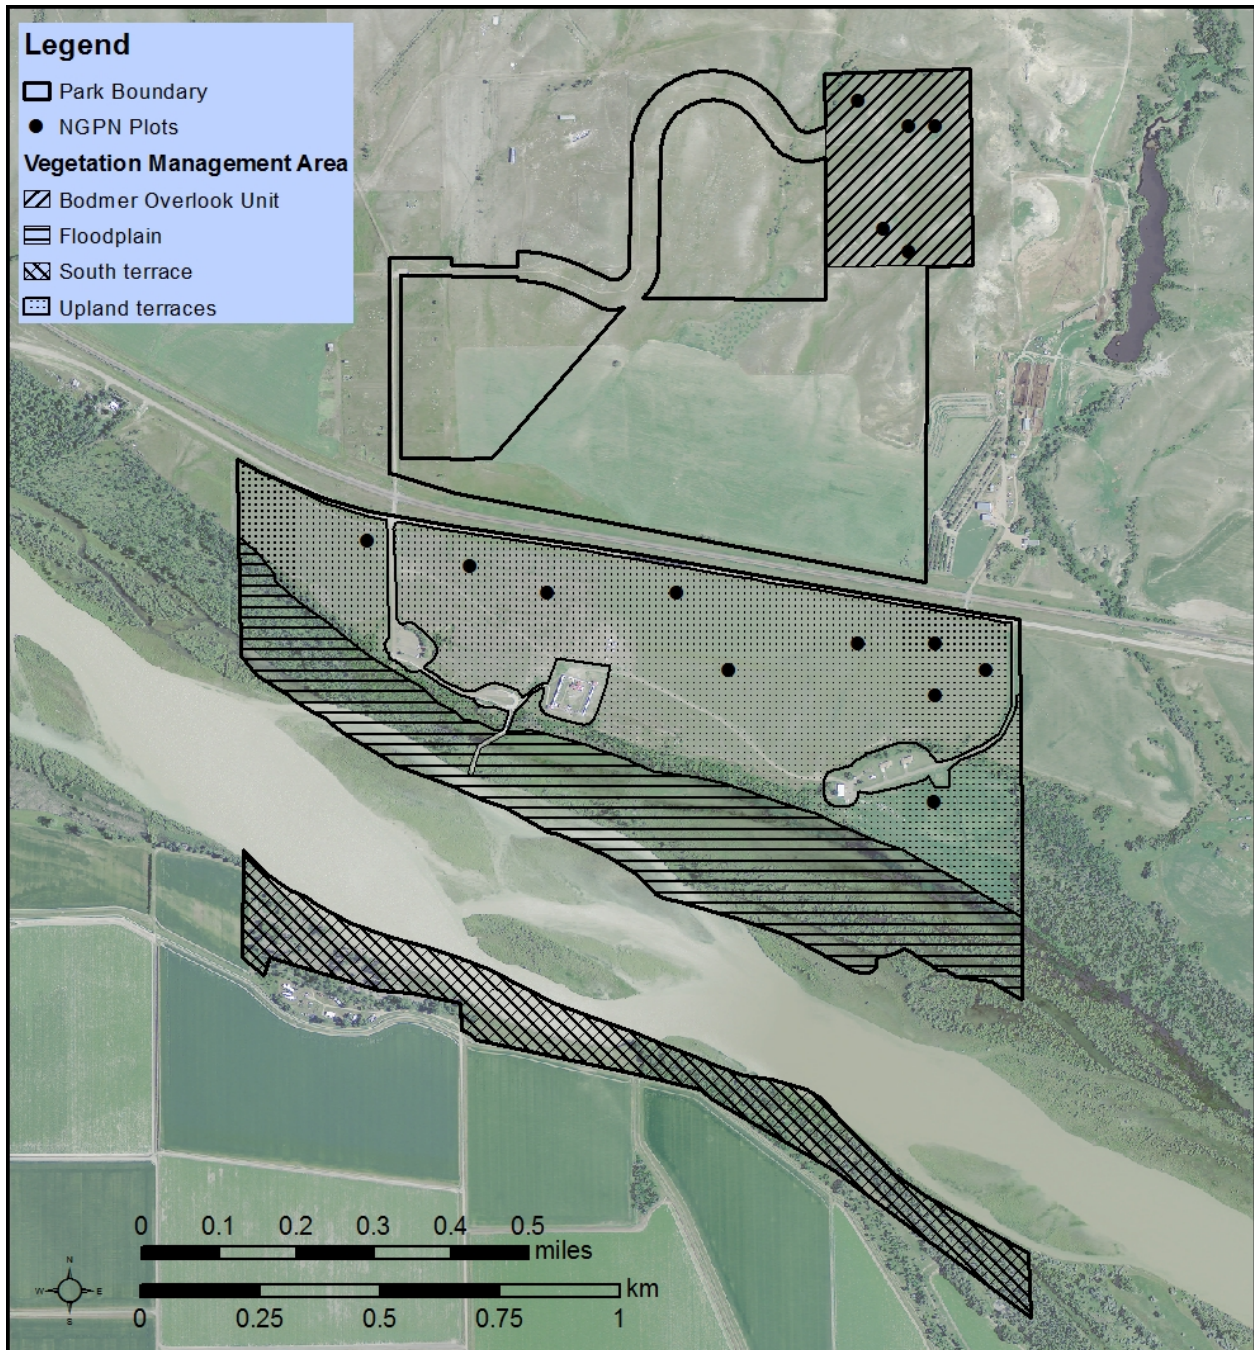 Legend
Park Boundary
NGPN Plots
Vegetation Management Area
Bodmer Overlook Unit
Floodplain
South terrace
Upland terraces
0 0.1 0.2 0.3 0.4 0.5
miles
N
W E
S
km
0 0.25 0.5 0.75 1